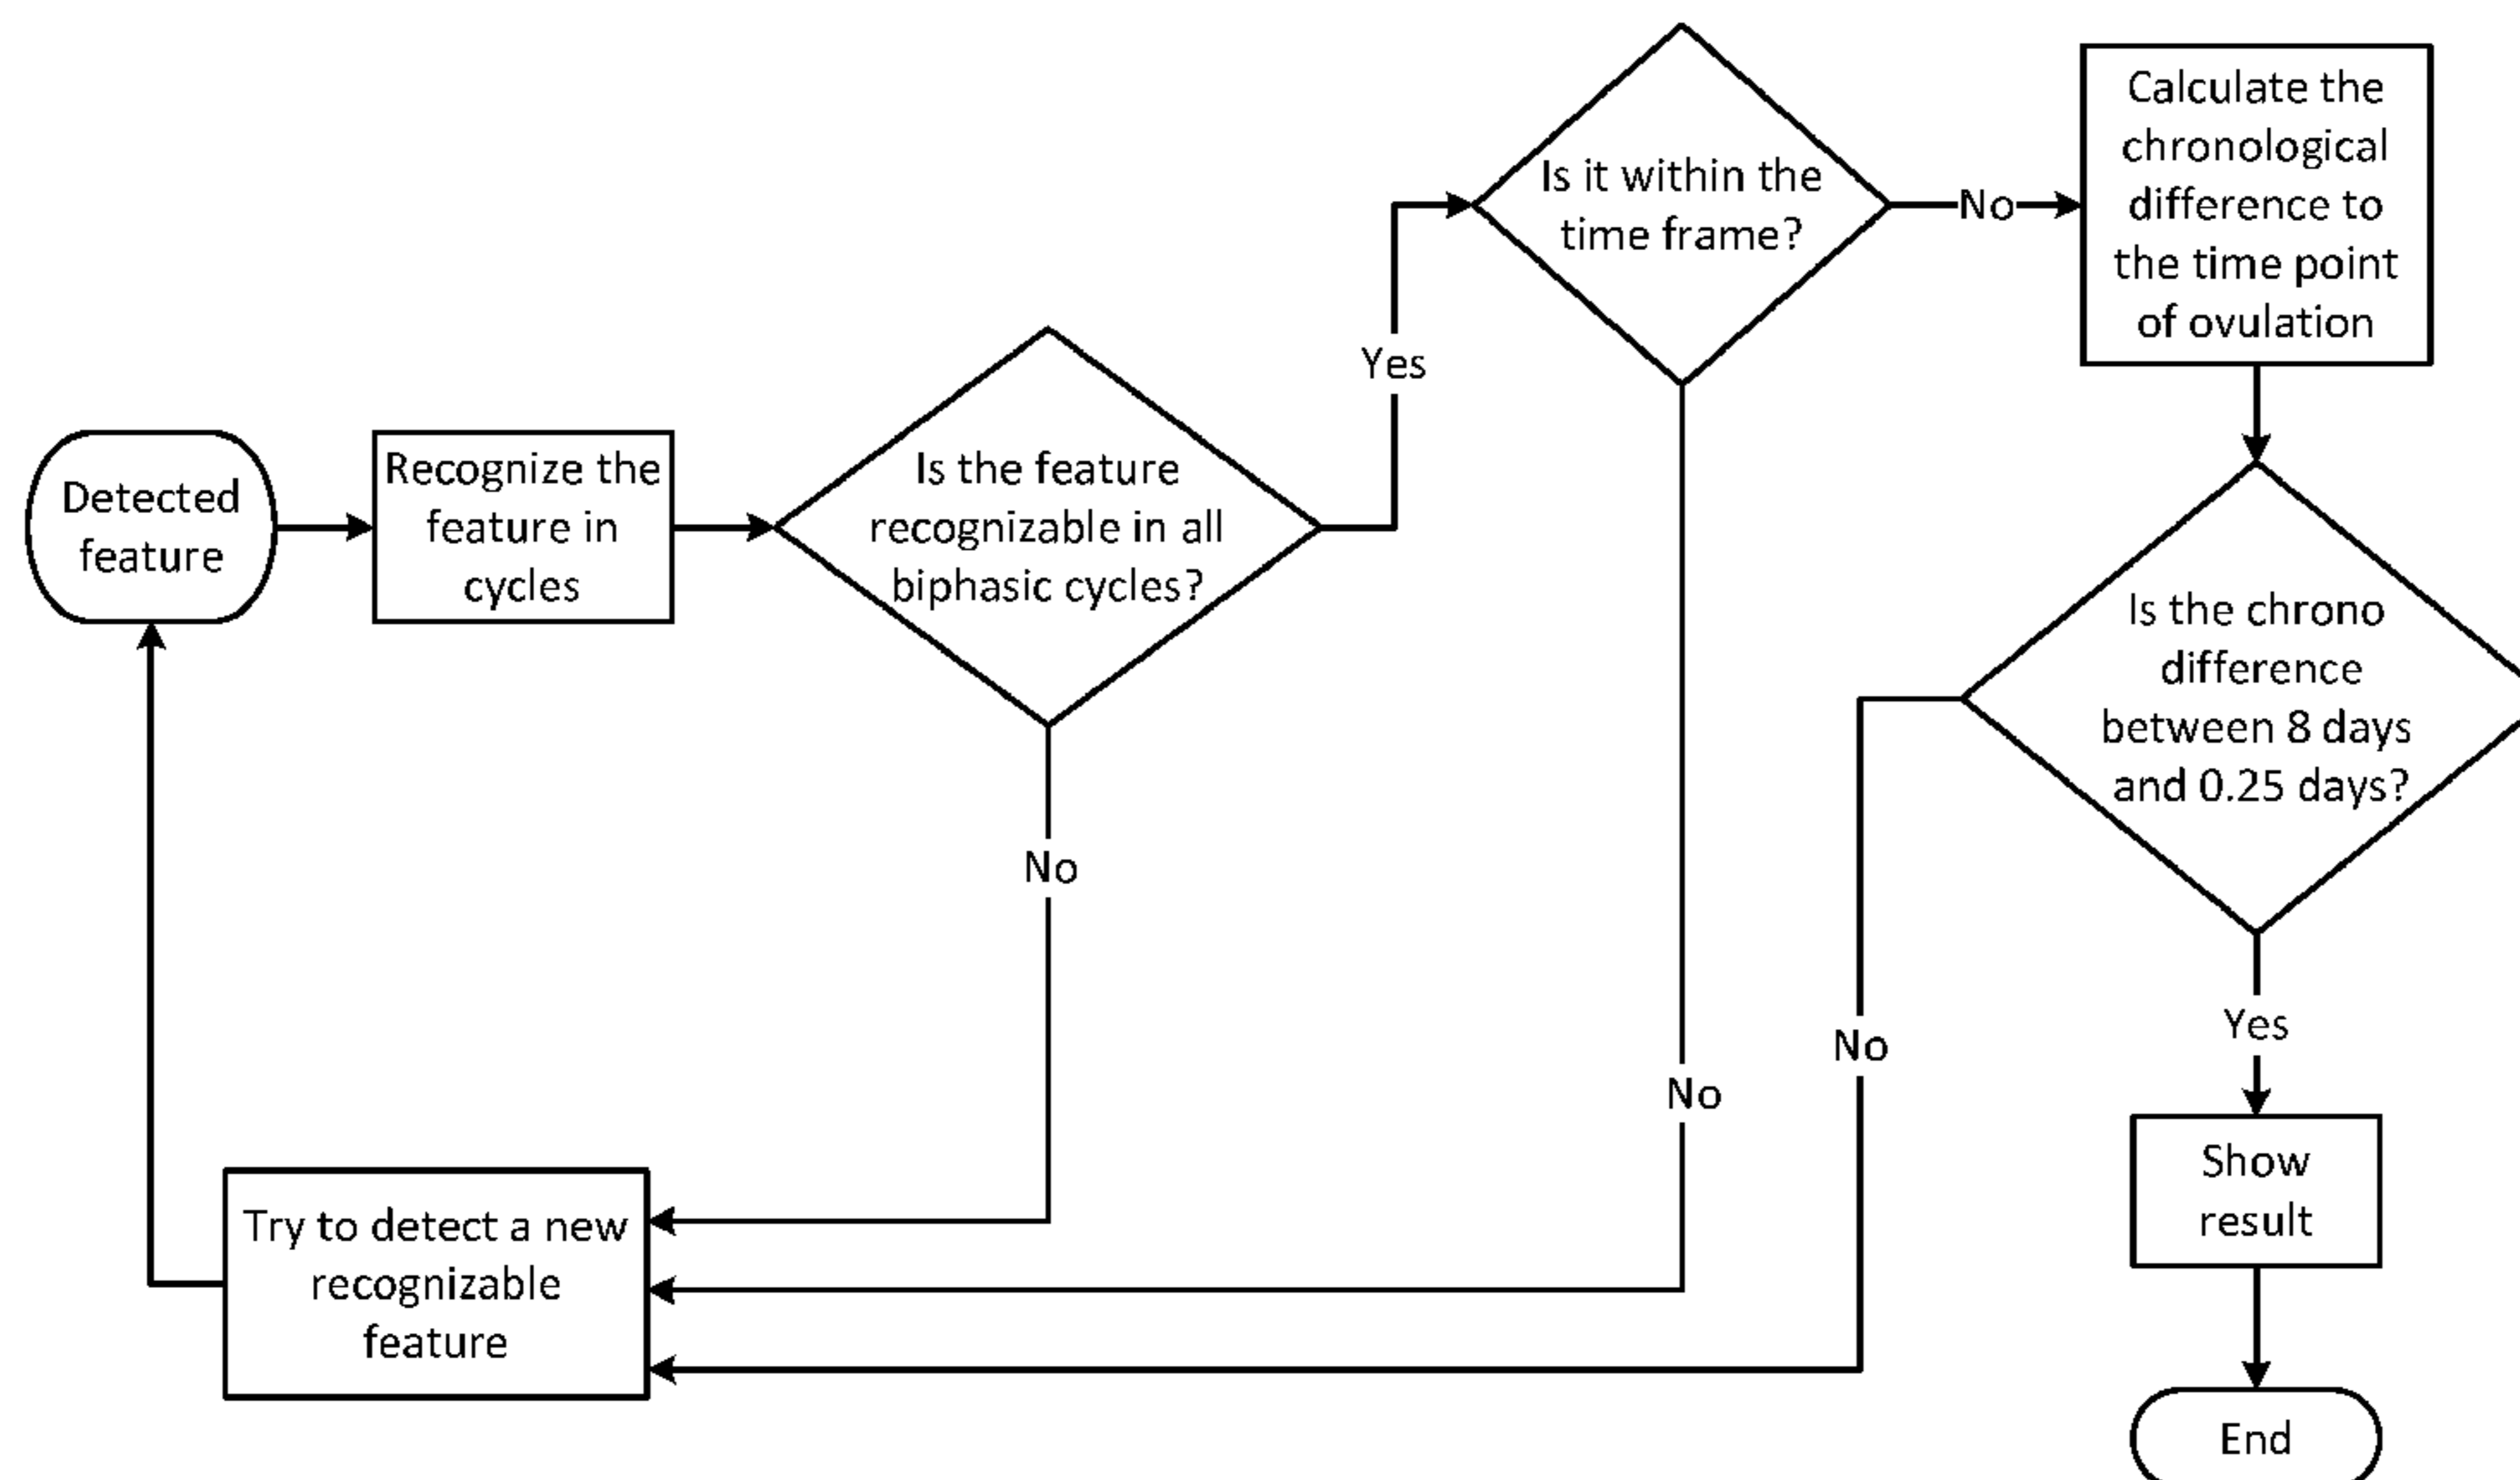 Detected
feature
Recognize the
feature in
cycles
Is the feature
recognizable in all
biphasic cycles?
Yes
No
Is it within the
time frame?
No
No
Calculate the
chronological
difference to
the time point
of ovulation
Is the chrono
difference
between 8 days
and 0.25 days?
No
Yes
Show
result
End
Try to detect a new
recognizable
feature